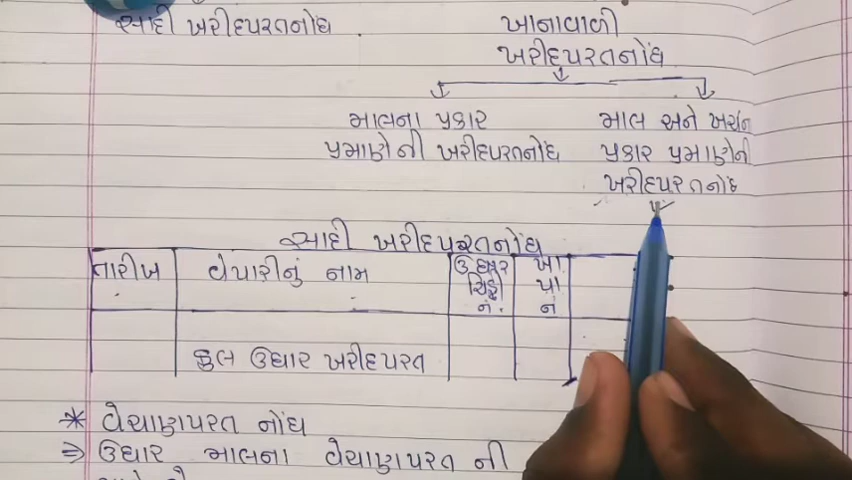 સાદી ખરીદપરતનોંધ
ખાનાવાળી
ખરીદપરતનોંધ
માલના પ્રકાર
પ્રમાણેની ખરીદપરતનોંધ
માલ અને ખર્ચના
પ્રકાર પ્રમાણેની
ખરીદપરતનોંધ
સાદી ખરીદપરતનોંધ
તારીખ વેપારીનું નામ ઉધાર ચિઠ્ઠી નં. ખા પા નં
કુલ ઉધાર ખરીદપરત
* વેચાણપરત નોંધ
⇒ ઉધાર માલના વેચાણપરત ની